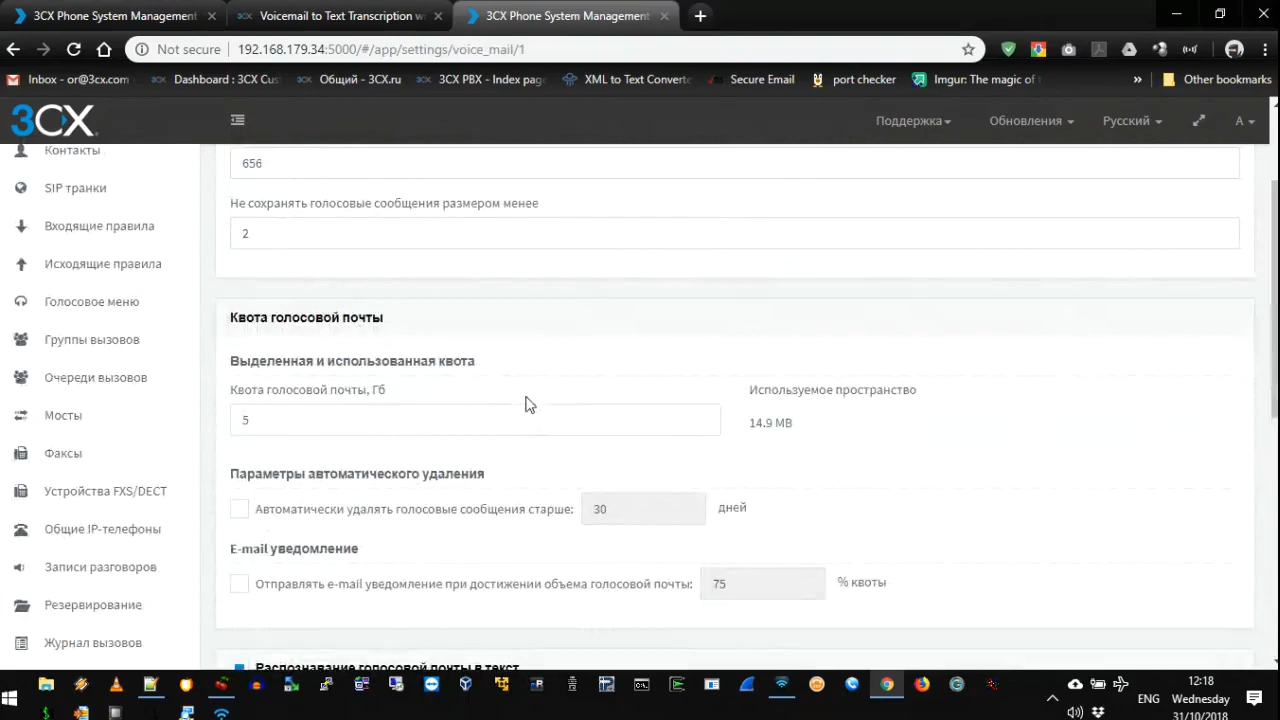 3CX Phone System Management
Voicemail to Text Transcription w
3CX Phone System Management
Not secure
192.168.179.34:5000/#/app/settings/voice_mail/1
Inbox - or@3cx.com
Dashboard : 3CX Cus
Общий - 3CX.ru
3CX PBX - Index page
XML to Text Converte
Secure Email
port checker
Imgur: The magic of t
»
Other bookmarks
3CX
Поддержка
Обновления
Русский
A
Контакты
SIP транки
Входящие правила
Исходящие правила
Голосовое меню
Группы вызовов
Очереди вызовов
Мосты
Факсы
Устройства FXS/DECT
Общие IP-телефоны
Записи разговоров
Резервирование
Журнал вызовов
656
Не сохранять голосовые сообщения размером менее
2
Квота голосовой почты
Выделенная и использованная квота
Квота голосовой почты, Гб
Используемое пространство
5
14.9 MB
Параметры автоматического удаления
Автоматически удалять голосовые сообщения старше: 30 дней
E-mail уведомление
Отправлять e-mail уведомление при достижении объема голосовой почты: 75 % квоты
Распознавание голосовой почты в текст
12:18
ENG
Wednesday
31/10/2018